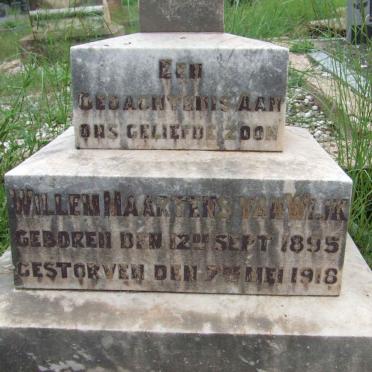 EEN
GEDACHTENIS AAN
ONS GELIEFDE ZOON
WILLEM MAARTENS VAN WIJK
GEBOREN DEN 12DE SEPT 1895
GESTORVEN DEN 7DE MEI 1918